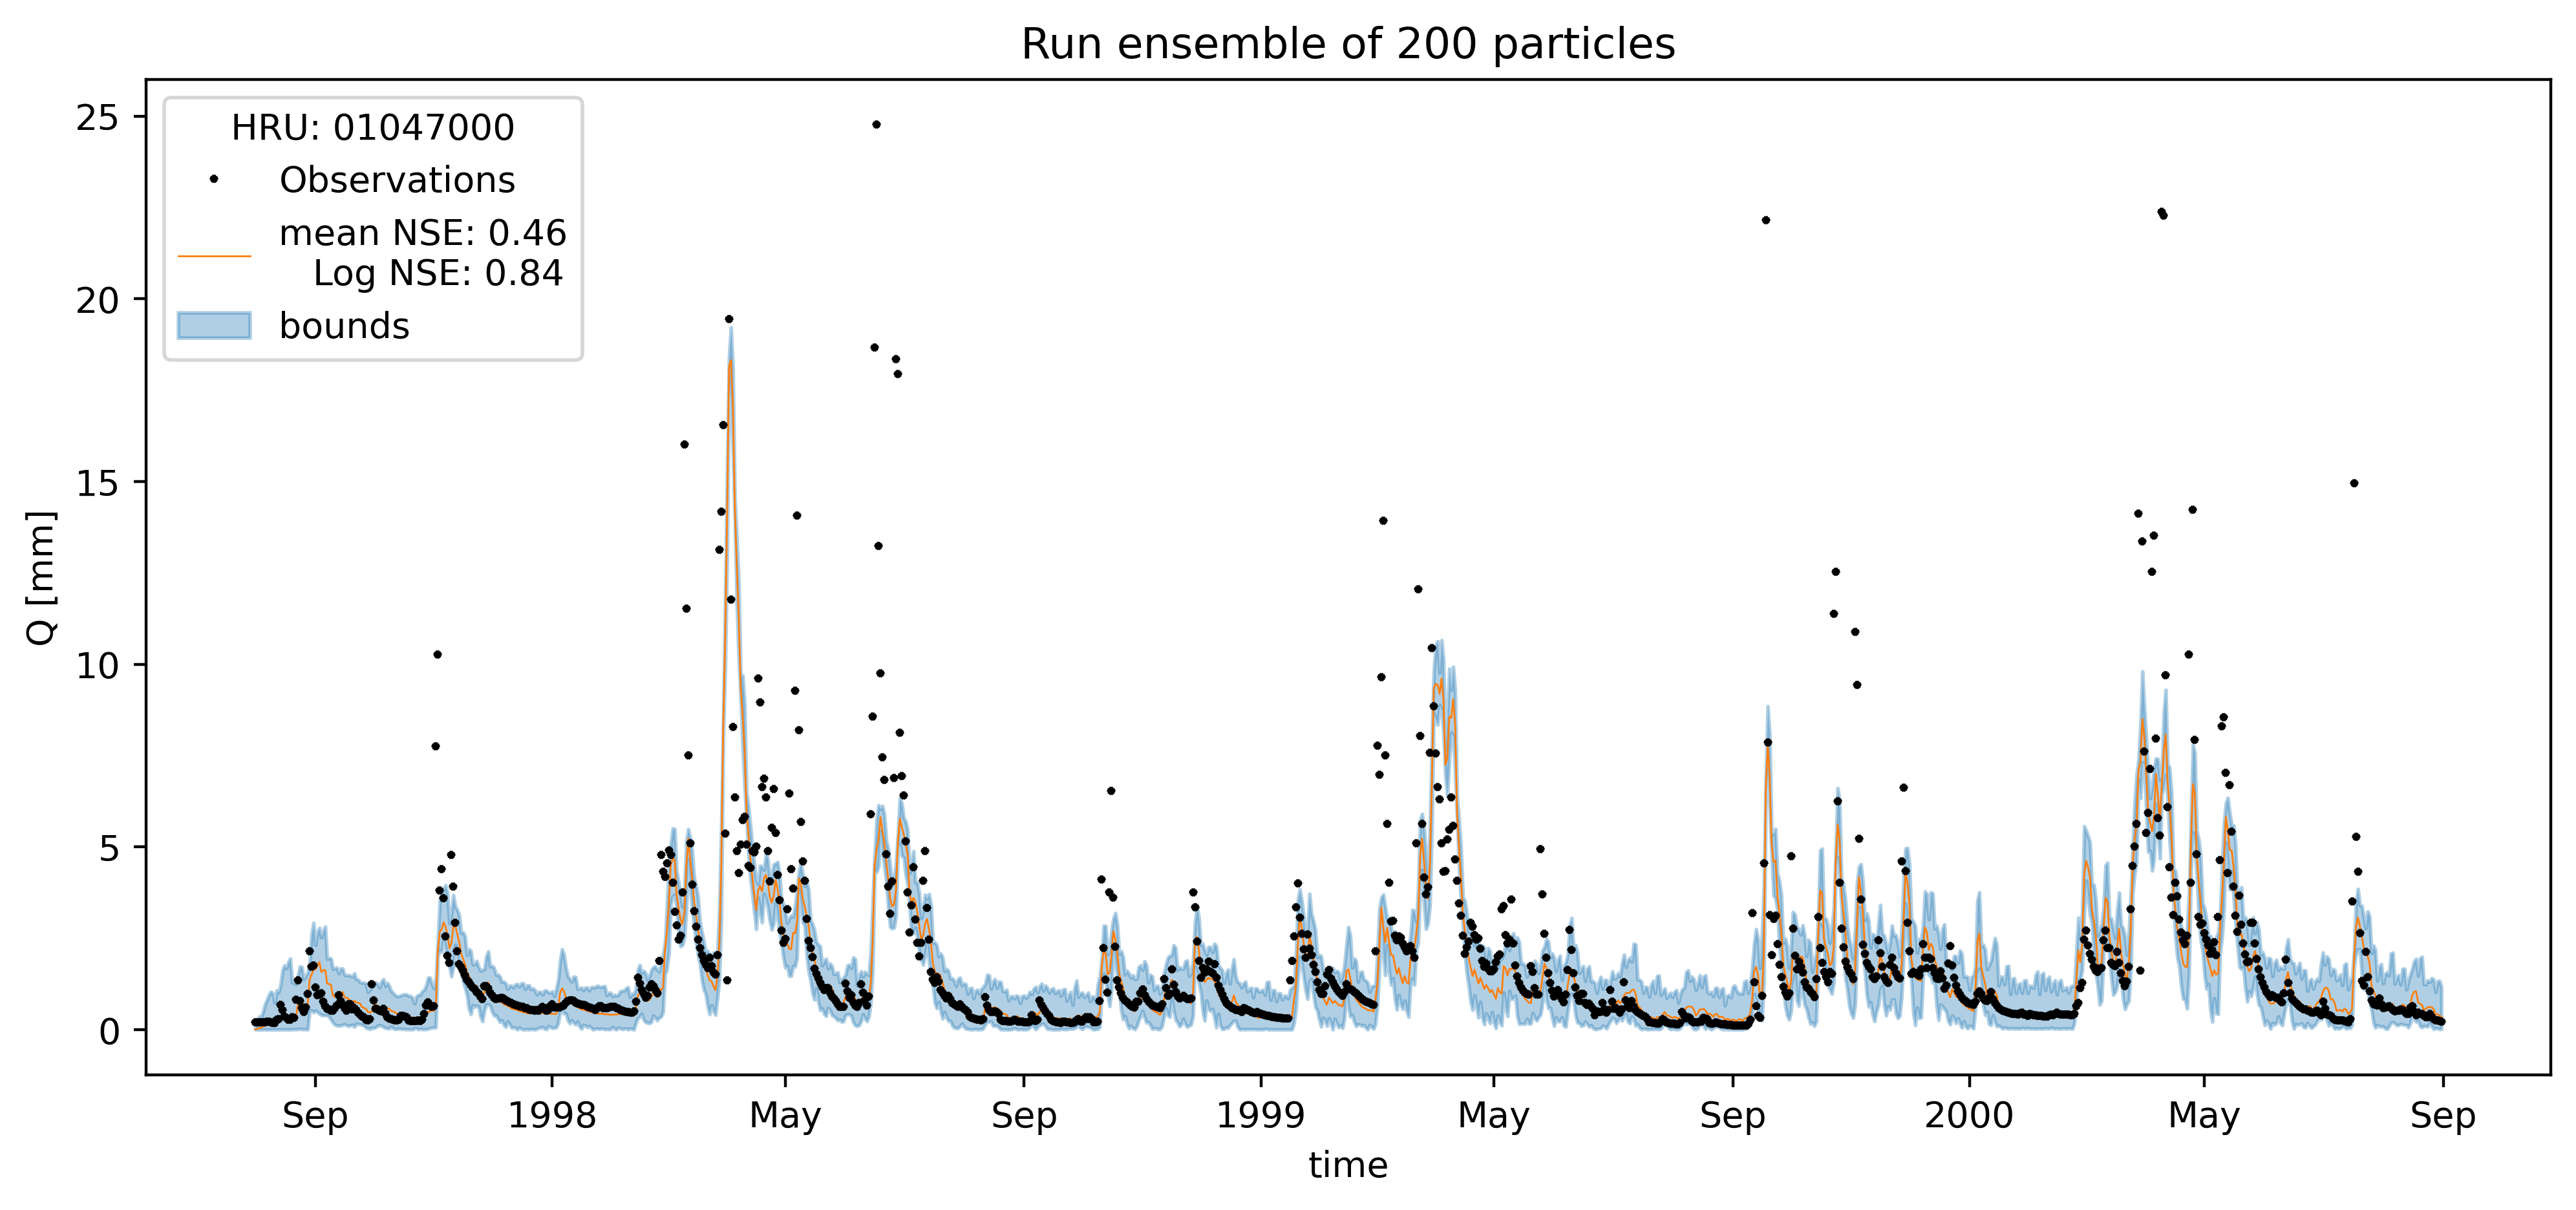 Run ensemble of 200 particles
HRU: 01047000
Observations
mean NSE: 0.46
Log NSE: 0.84
bounds
25
20
15
10
5
0
Q [mm]
Sep 1998 May Sep 1999 May Sep 2000 May Sep
time